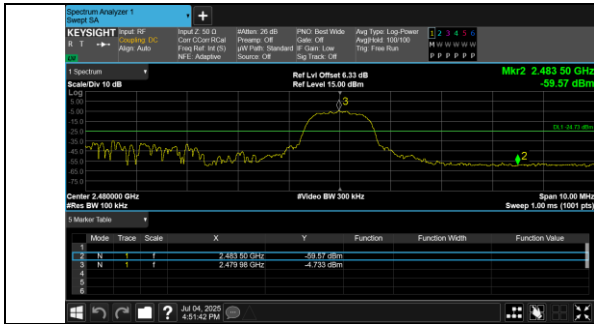 Spectrum Analyzer 1
Swept SA
+
KEYSIGHT Input: RF Input Z: 50 Ω #Atten: 26 dB PNO: Best Wide Avg Type: Log-Power 1 2 3 4 5 6
R T Coupling: DC Corr CCorr RCal Preamp: Off Gate: Off Avg|Hold: 100/100 M W W W W W
Align: Auto Freq Ref: Int (S) µW Path: Standard IF Gain: Low Trig: Free Run P P P P P P
NFE: Adaptive Source: Off Sig Track: Off
1 Spectrum Ref Lvl Offset 6.33 dB Mkr2 2.483 50 GHz
Scale/Div 10 dB Ref Level 15.00 dBm -59.57 dBm
Log
5.00
-5.00
-15.0
-25.0
-35.0
-45.0
-55.0
-65.0
-75.0
3
DL1 -24.73 dBm
2
Center 2.480000 GHz #Video BW 300 kHz Span 10.00 MHz
#Res BW 100 kHz Sweep 1.00 ms (1001 pts)
5 Marker Table
Mode Trace Scale X Y Function Function Width Function Value
1
2 N 1 f 2.483 50 GHz -59.57 dBm
3 N 1 f 2.479 98 GHz -4.733 dBm
4
5
6
? Jul 04, 2025
4:51:42 PM